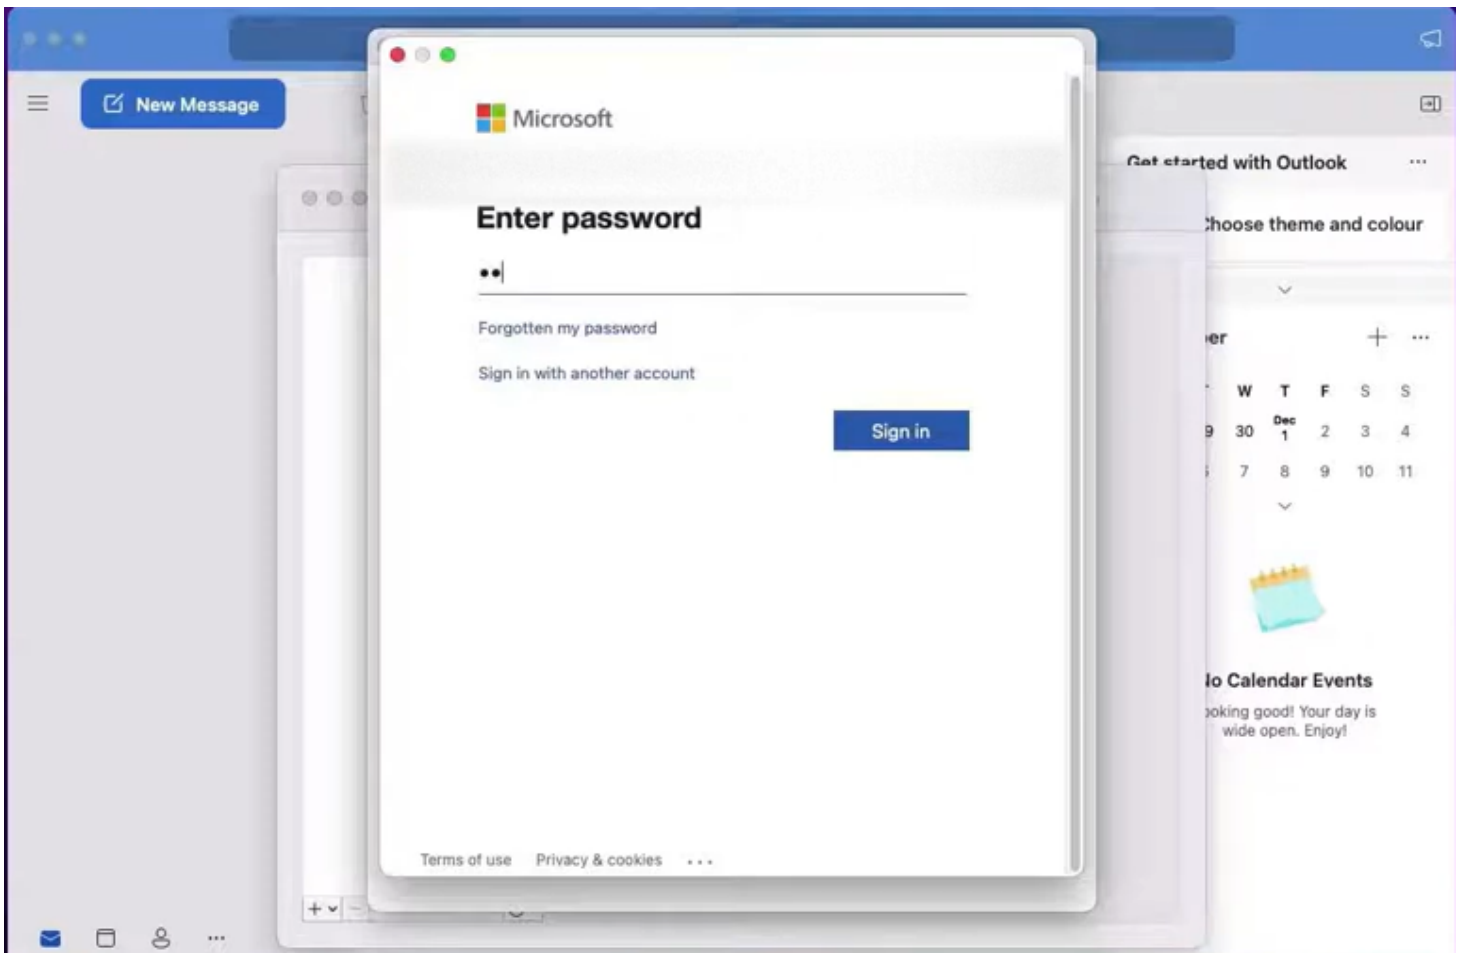 New Message
Microsoft
Enter password
Forgotten my password
Sign in with another account
Sign in
Terms of use Privacy & cookies ...
Get started with Outlook ...
Choose theme and colour
W T F S S
30 Dec 1 2 3 4
7 8 9 10 11
Calendar Events
good! Your day is
wide open. Enjoy!